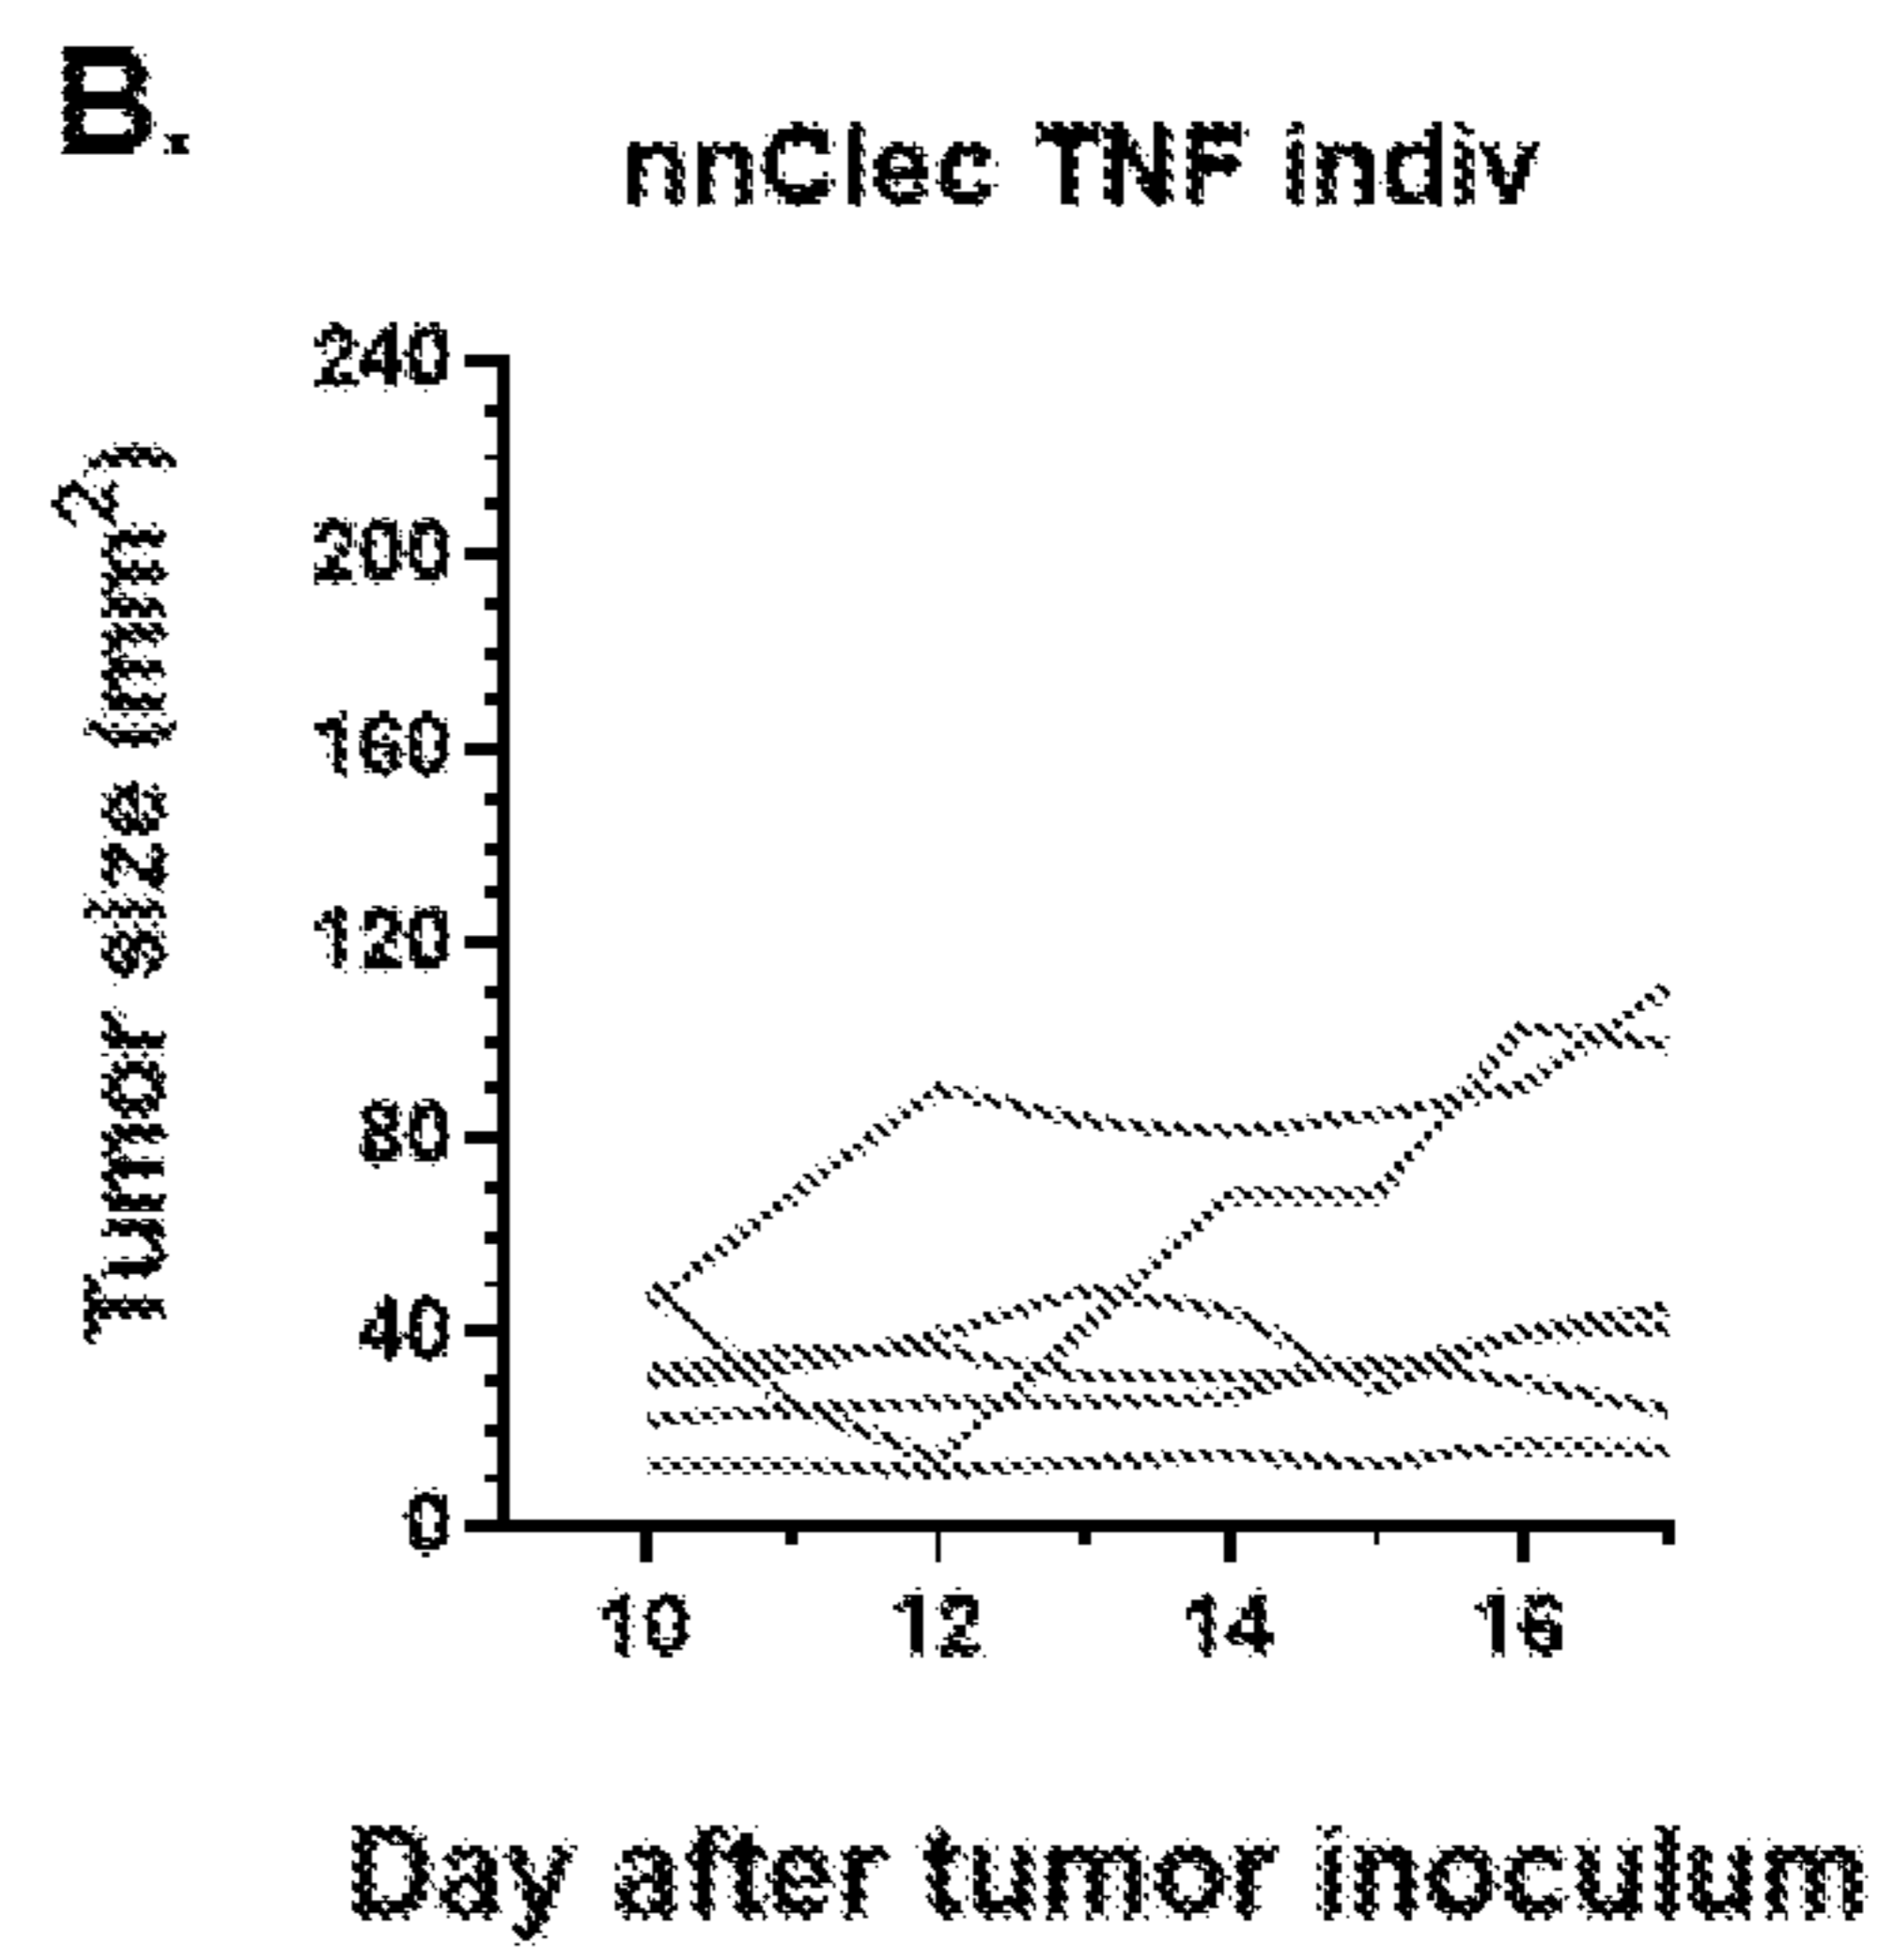 B.
nnClec TNF indiv
Tumor size (mm²)
240
200
160
120
80
40
0
10 12 14 16
Day after tumor inoculum